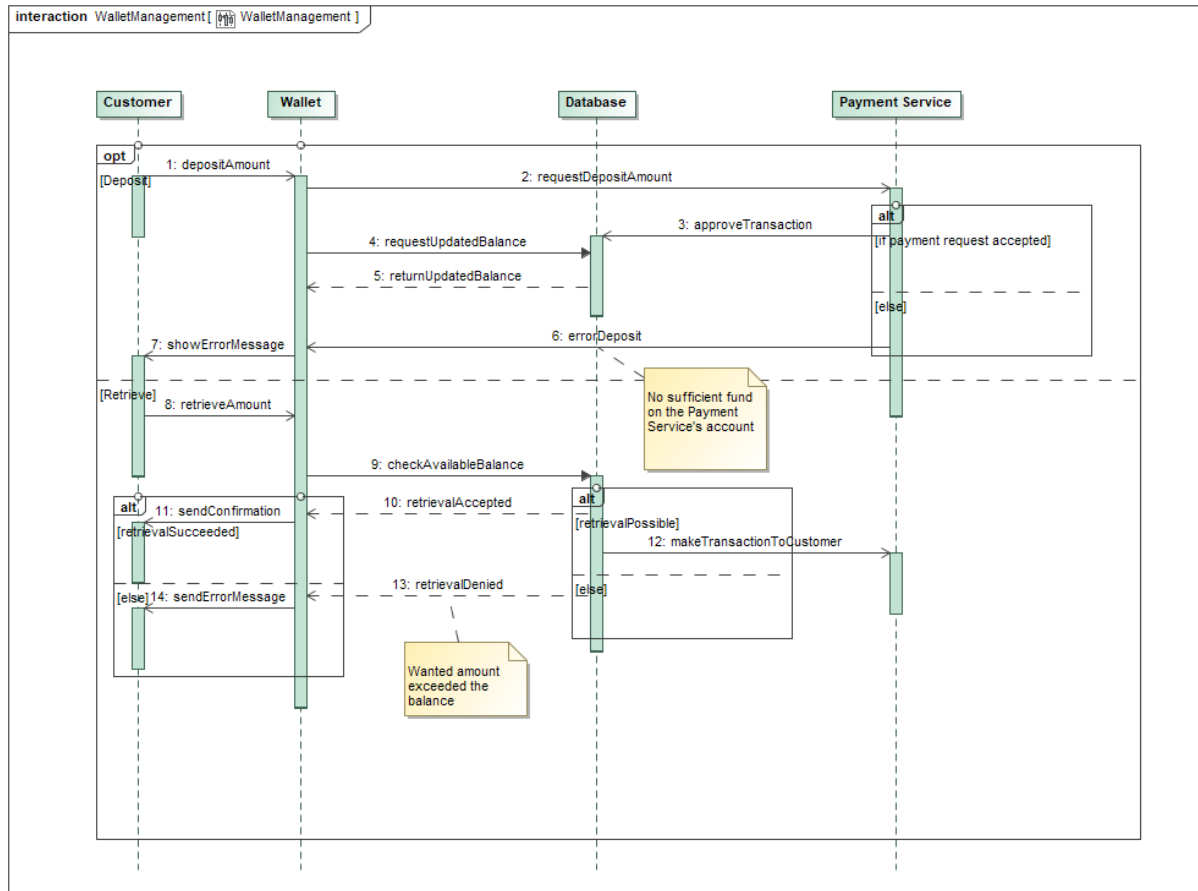 interaction WalletManagement [ WalletManagement ]
Customer
Wallet
Database
Payment Service
opt
[Deposit]
1: depositAmount
2: requestDepositAmount
alt
3: approveTransaction
[if payment request accepted]
4: requestUpdatedBalance
5: returnUpdatedBalance
[else]
6: errorDeposit
7: showErrorMessage
No sufficient fund
on the Payment
Service's account
[Retrieve]
8: retrieveAmount
9: checkAvailableBalance
alt
10: retrievalAccepted
alt
11: sendConfirmation
[retrievalSucceeded]
[retrievalPossible]
12: makeTransactionToCustomer
13: retrievalDenied
[else]
[else]
14: sendErrorMessage
Wanted amount
exceeded the
balance